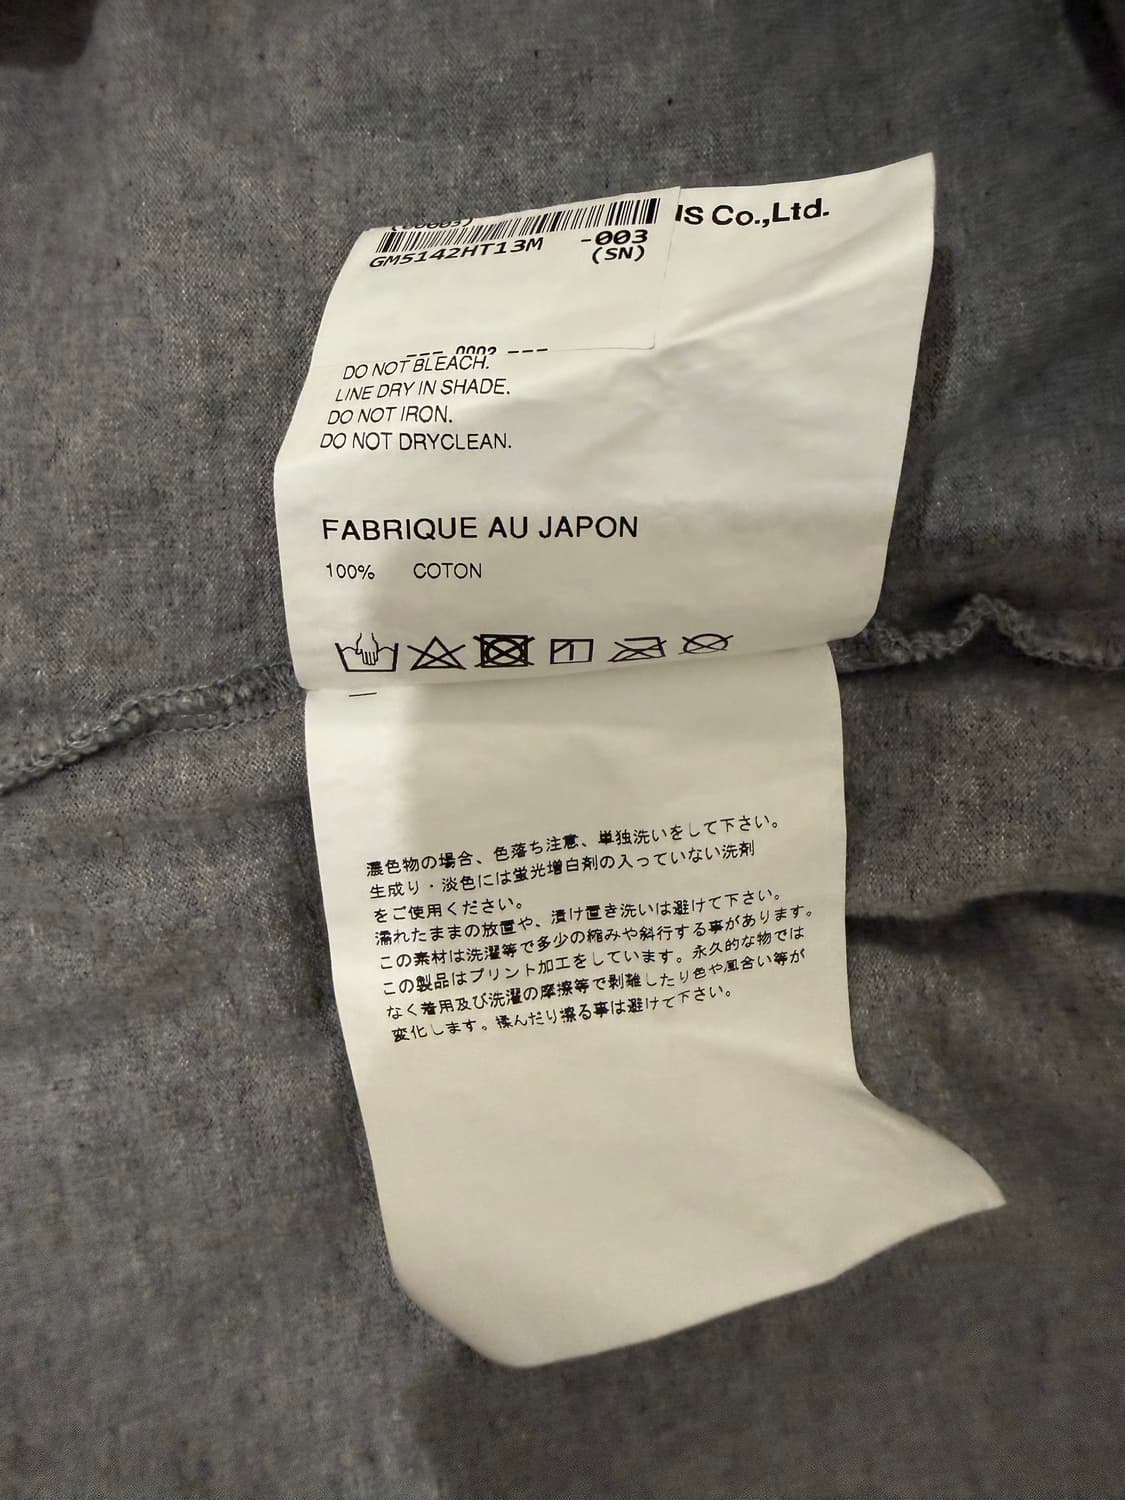 (00003)
GM5142HT13M -003
(SN)
Co.,Ltd.
DO NOT BLEACH.
LINE DRY IN SHADE.
DO NOT IRON.
DO NOT DRYCLEAN.
FABRIQUE AU JAPON
100% COTON
濃色物の場合、色落ち注意、単独洗いをして下さい。
生成り・淡色には蛍光増白剤の入っていない洗剤
をご使用ください。
濡れたままの放置や、漬け置き洗いは避けて下さい。
この素材は洗濯等で多少の縮みや斜行する事があります。
この製品はプリント加工をしています。永久的な物では
なく着用及び洗濯の摩擦等で剥離したり色や風合い等が
変化します。揉んだり擦る事は避けて下さい。